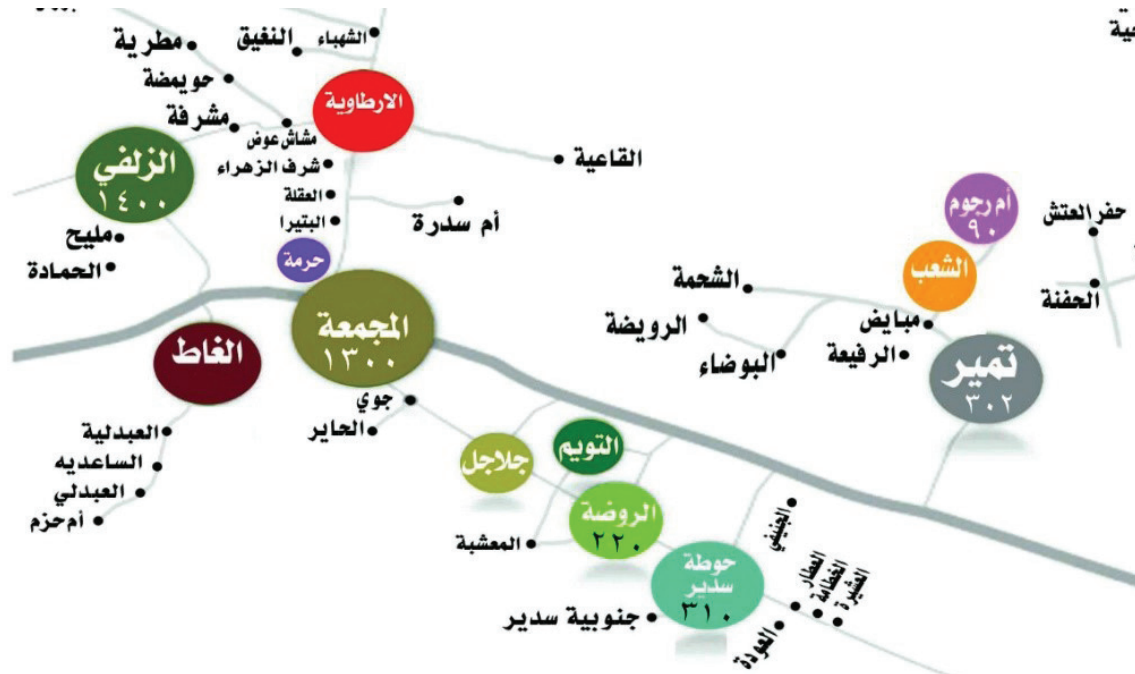 مطرية
النغيق
الشهباء
حية
حويمضة
الارطاوية
مشرفة
مشاش عوض
القاعية
الزلفي
١٤٠٠
شرف الزهراء
العقلة
أم سدرة
البتيرا
مليح
الحمادة
حرمة
أم رجوم
٩٠
حفر العتش
الشعب
الشحمة
الحفنة
الرويضة
مبايض
المجمعة
١٣٠٠
الغاط
البوضاء
الرفيعة
تمير
٣٠٢
جوي
الحاير
العبدلية
الساعديه
العبدلي
أم حزم
جلاجل
التويم
الروضة
٢٢٠
المعشبة
الجنيفي
حوطة
سدير
٣١٠
جنوبية سدير
العطار
الخطامة
العشيرة
العودة